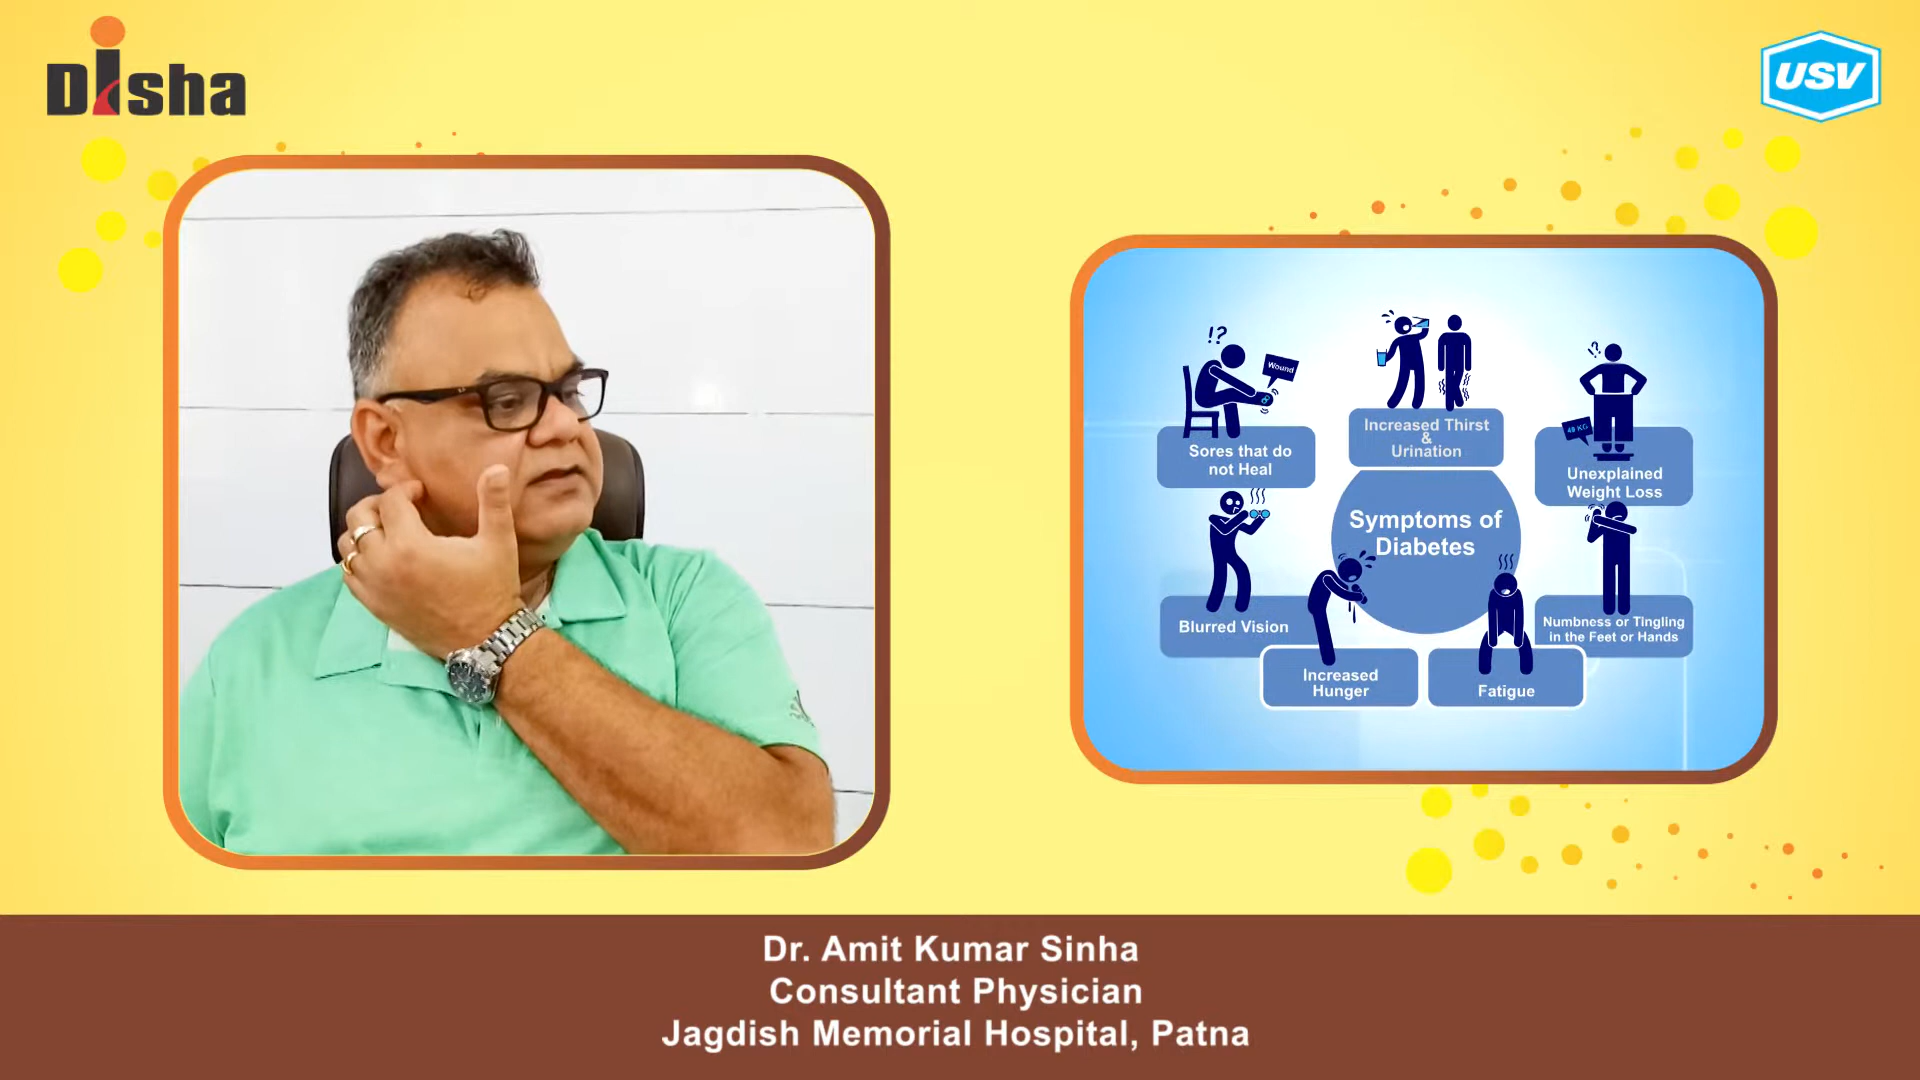 Disha
USV
!?
Wound
Sores that do
not Heal
Increased Thirst
&
Urination
!?
48 KG
Unexplained
Weight Loss
Symptoms of
Diabetes
Blurred Vision
Numbness or Tingling
in the Feet or Hands
Increased
Hunger
Fatigue
Dr. Amit Kumar Sinha
Consultant Physician
Jagdish Memorial Hospital, Patna